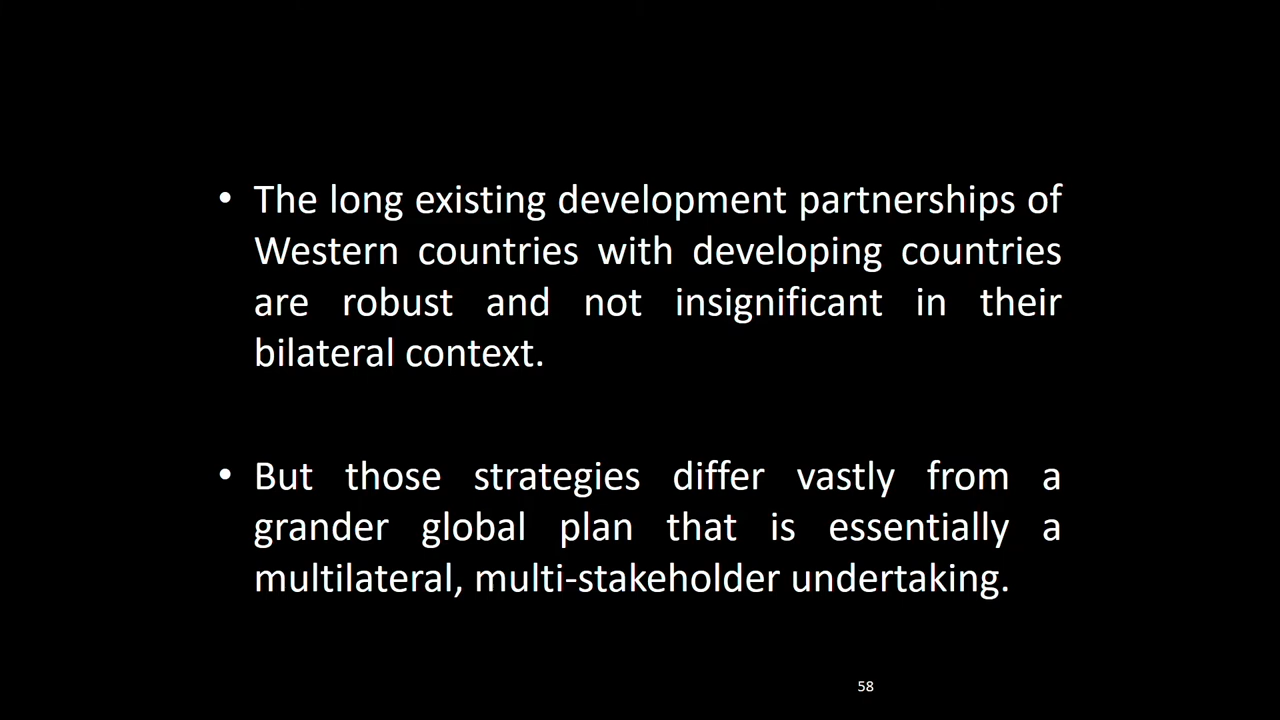 • The long existing development partnerships of
Western countries with developing countries
are robust and not insignificant in their
bilateral context.
• But those strategies differ vastly from a
grander global plan that is essentially a
multilateral, multi-stakeholder undertaking.
58